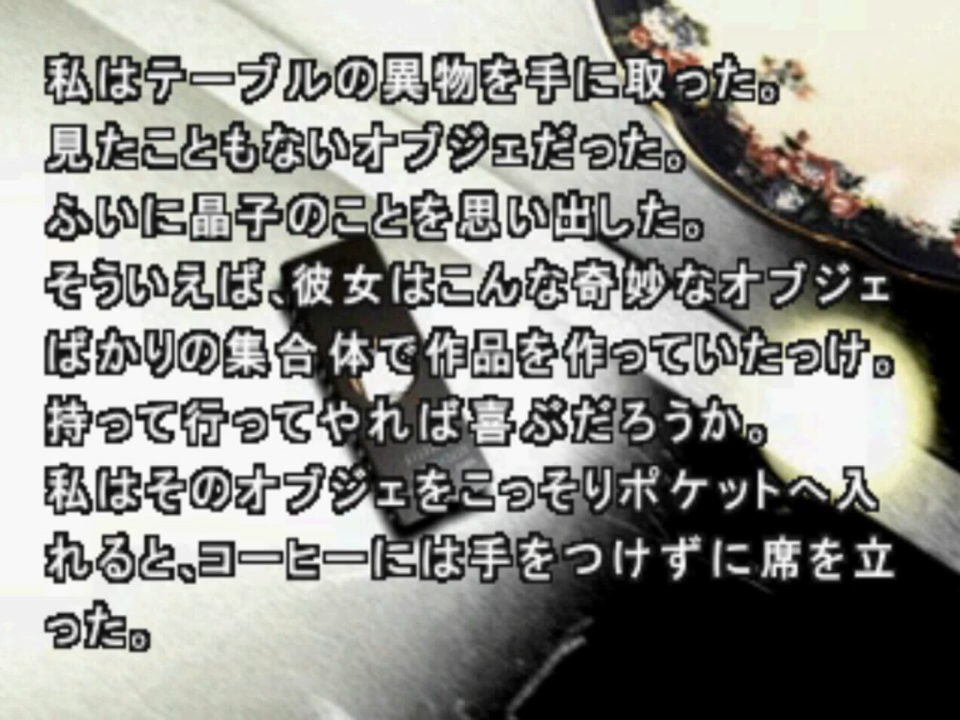 私はテーブルの異物を手に取った。
見たこともないオブジェだった。
ふいに晶子のことを思い出した。
そういえば、彼女はこんな奇妙なオブジェ
ばかりの集合体で作品を作っていたっけ。
持って行ってやれば喜ぶだろうか。
私はそのオブジェをこっそりポケットへ入
れると、コーヒーには手をつけずに席を立
った。